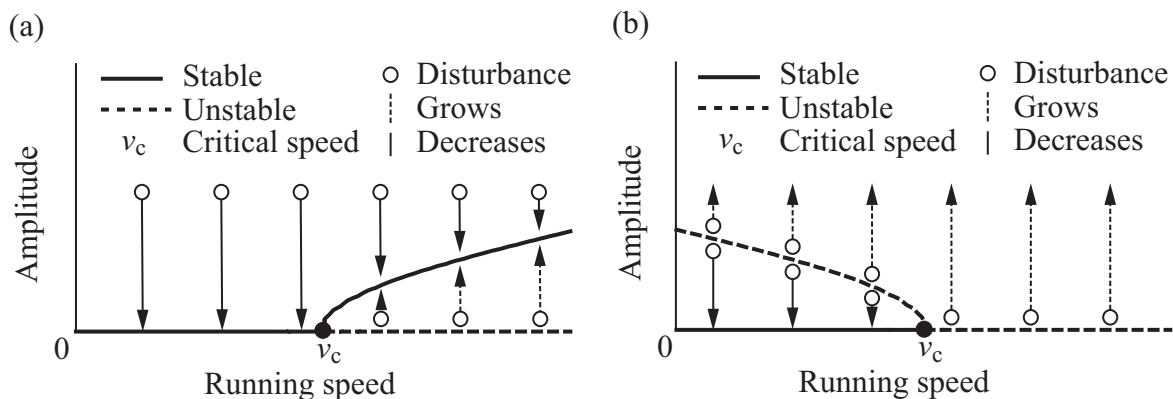 (a)
Stable
Disturbance
Unstable
Grows
v_c Critical speed
Decreases
Amplitude
0
v_c
Running speed
(b)
Stable
Disturbance
Unstable
Grows
v_c Critical speed
Decreases
Amplitude
0
v_c
Running speed